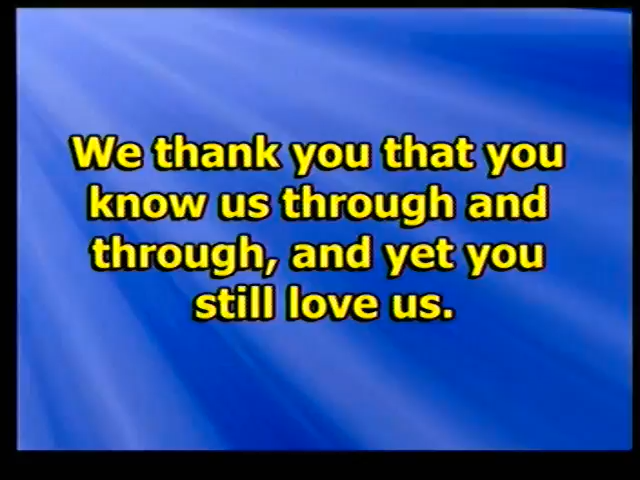 We thank you that you
know us through and
through, and yet you
still love us.